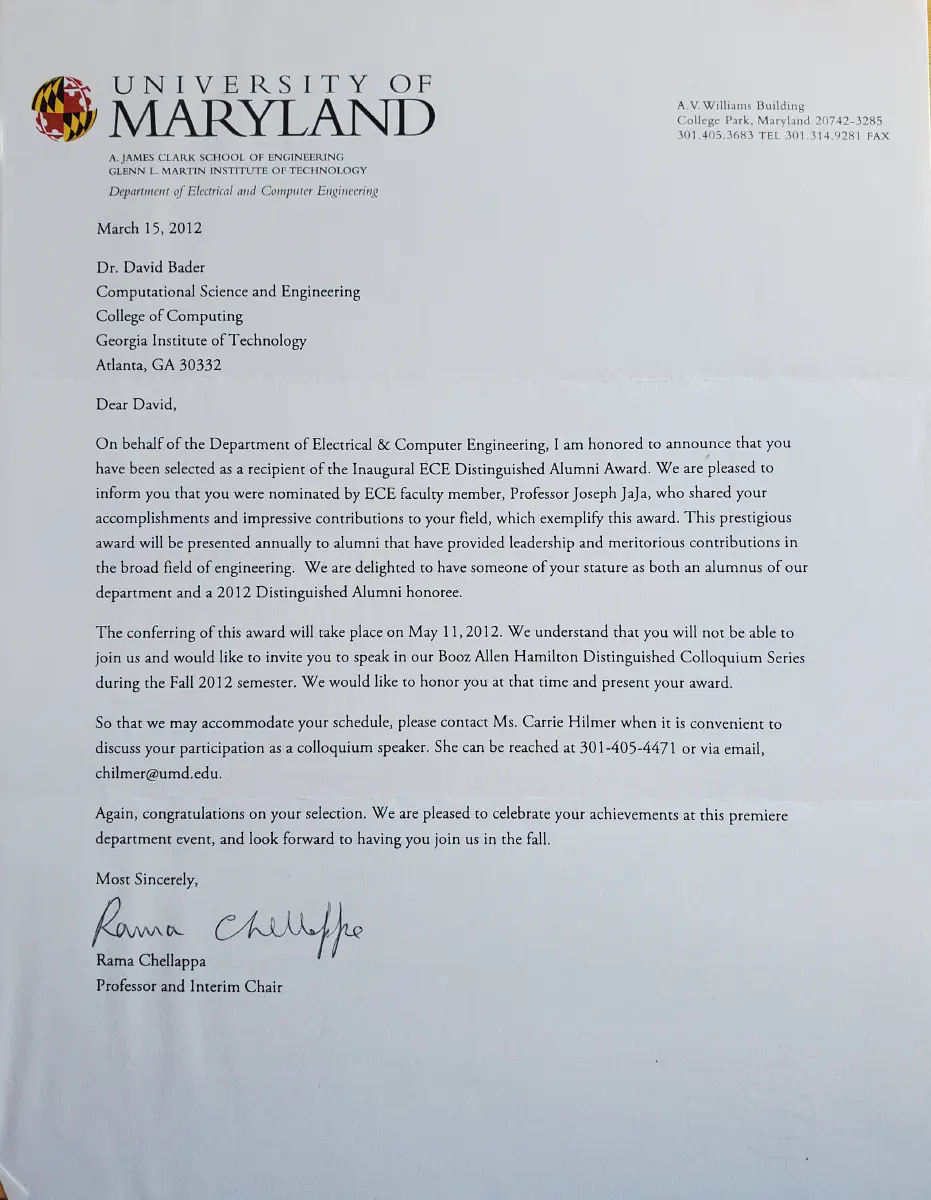 UNIVERSITY OF
MARYLAND
A. JAMES CLARK SCHOOL OF ENGINEERING
GLENN L. MARTIN INSTITUTE OF TECHNOLOGY
Department of Electrical and Computer Engineering
A.V. Williams Building
College Park, Maryland 20742-3285
301.405.3683 TEL 301.314.9281 FAX
March 15, 2012
Dr. David Bader
Computational Science and Engineering
College of Computing
Georgia Institute of Technology
Atlanta, GA 30332
Dear David,
On behalf of the Department of Electrical & Computer Engineering, I am honored to announce that you
have been selected as a recipient of the Inaugural ECE Distinguished Alumni Award. We are pleased to
inform you that you were nominated by ECE faculty member, Professor Joseph JaJa, who shared your
accomplishments and impressive contributions to your field, which exemplify this award. This prestigious
award will be presented annually to alumni that have provided leadership and meritorious contributions in
the broad field of engineering. We are delighted to have someone of your stature as both an alumnus of our
department and a 2012 Distinguished Alumni honoree.
The conferring of this award will take place on May 11, 2012. We understand that you will not be able to
join us and would like to invite you to speak in our Booz Allen Hamilton Distinguished Colloquium Series
during the Fall 2012 semester. We would like to honor you at that time and present your award.
So that we may accommodate your schedule, please contact Ms. Carrie Hilmer when it is convenient to
discuss your participation as a colloquium speaker. She can be reached at 301-405-4471 or via email,
chilmer@umd.edu.
Again, congratulations on your selection. We are pleased to celebrate your achievements at this premiere
department event, and look forward to having you join us in the fall.
Most Sincerely,
Rama Chellappa
Rama Chellappa
Professor and Interim Chair